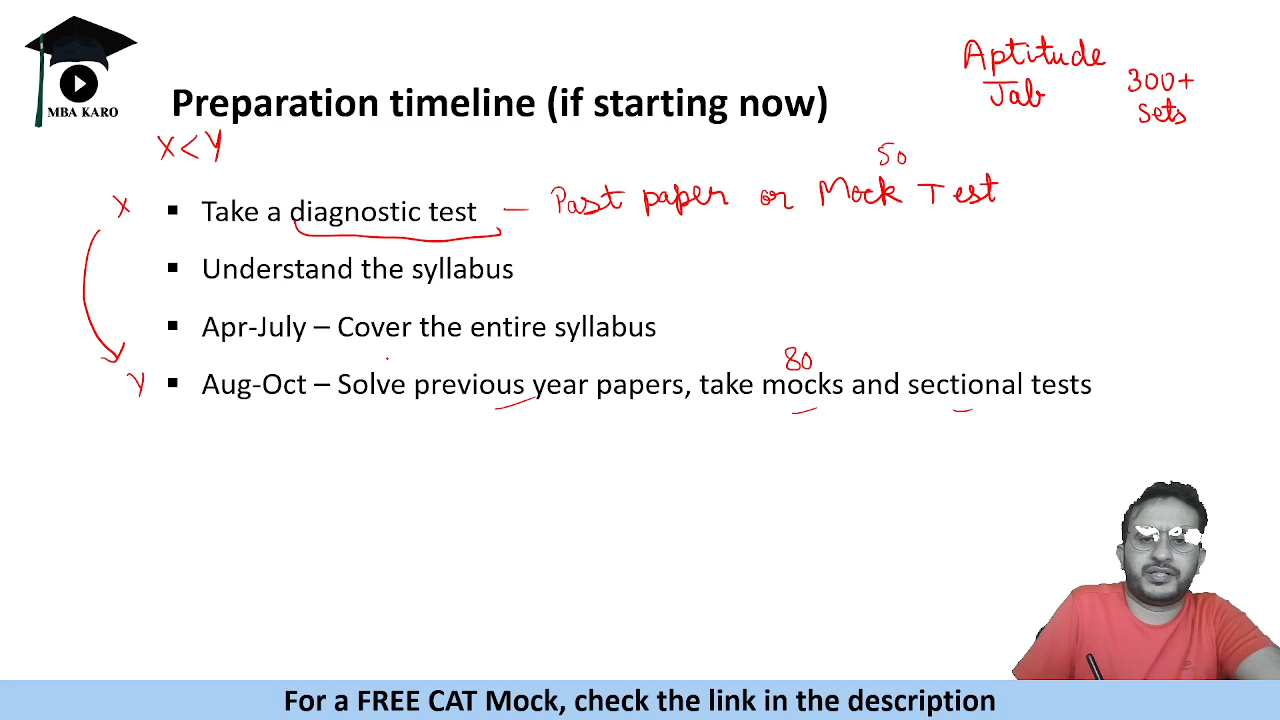 Aptitude
Jab
300+
Sets
MBA KARO
Preparation timeline (if starting now)
X < Y
50
X
▪ Take a diagnostic test — Past paper or Mock Test
▪ Understand the syllabus
▪ Apr-July – Cover the entire syllabus
80
Y
▪ Aug-Oct – Solve previous year papers, take mocks and sectional tests
For a FREE CAT Mock, check the link in the description